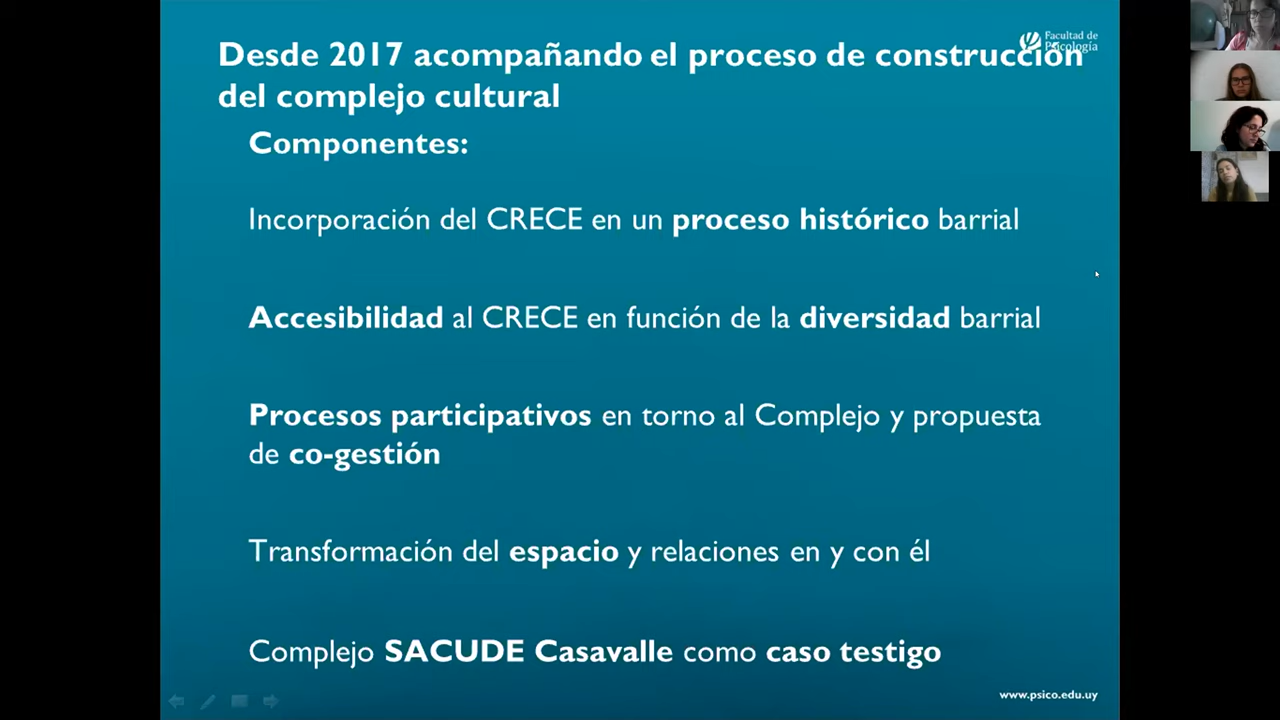 Facultad de
Psicología
Desde 2017 acompañando el proceso de construcción
del complejo cultural
Componentes:
Incorporación del CRECE en un proceso histórico barrial
Accesibilidad al CRECE en función de la diversidad barrial
Procesos participativos en torno al Complejo y propuesta
de co-gestión
Transformación del espacio y relaciones en y con él
Complejo SACUDE Casavalle como caso testigo
www.psico.edu.uy